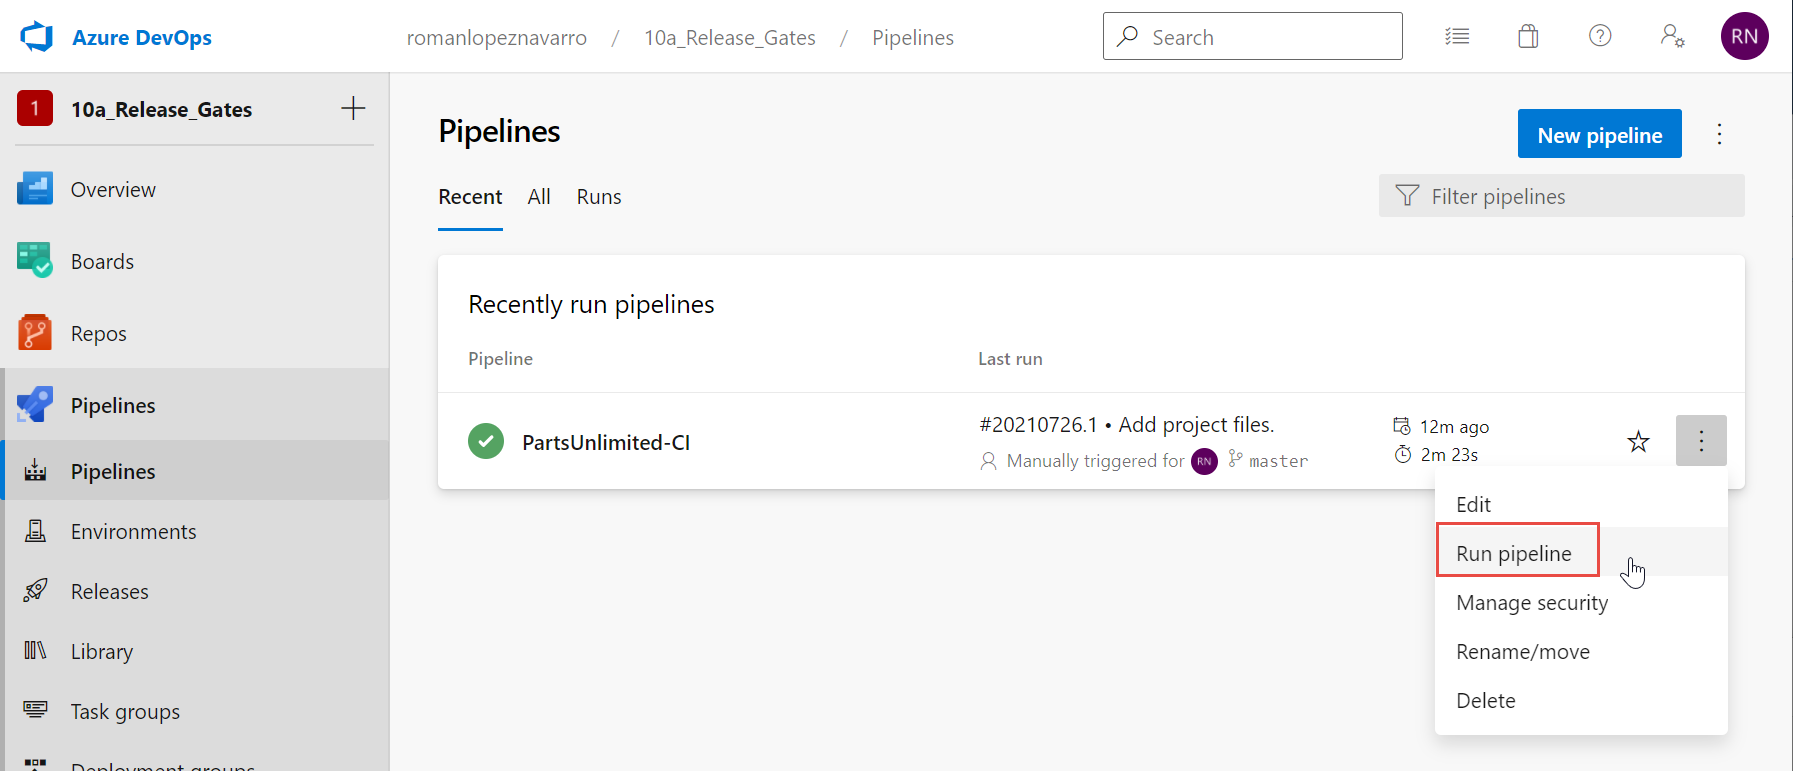 Azure DevOps
romanlopeznavarro / 10a_Release_Gates / Pipelines
Search
RN
1
10a_Release_Gates
Overview
Boards
Repos
Pipelines
Pipelines
Environments
Releases
Library
Task groups
Deployment groups
Pipelines
New pipeline
Recent All Runs
Filter pipelines
Recently run pipelines
Pipeline Last run
PartsUnlimited-CI
#20210726.1 • Add project files.
Manually triggered for RN master
12m ago
2m 23s
Edit
Run pipeline
Manage security
Rename/move
Delete